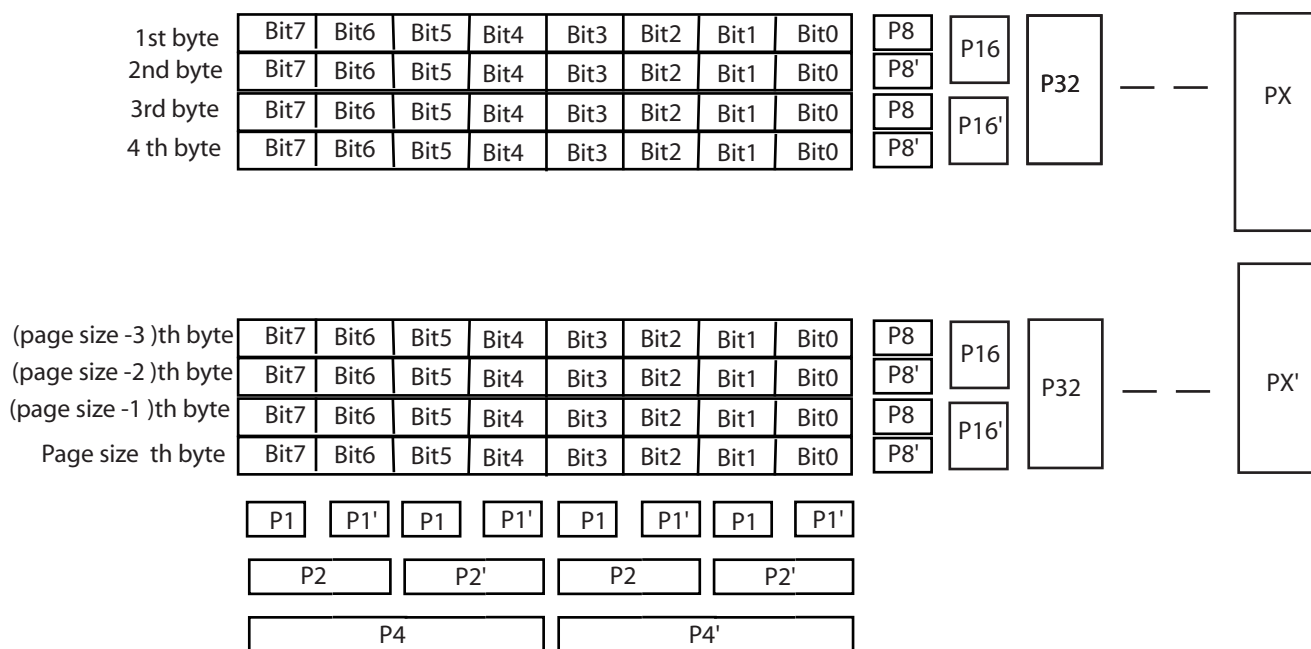 1st byte Bit7 Bit6 Bit5 Bit4 Bit3 Bit2 Bit1 Bit0 P8 P16 P32 PX
2nd byte Bit7 Bit6 Bit5 Bit4 Bit3 Bit2 Bit1 Bit0 P8'
3rd byte Bit7 Bit6 Bit5 Bit4 Bit3 Bit2 Bit1 Bit0 P8 P16'
4 th byte Bit7 Bit6 Bit5 Bit4 Bit3 Bit2 Bit1 Bit0 P8'
(page size -3 )th byte Bit7 Bit6 Bit5 Bit4 Bit3 Bit2 Bit1 Bit0 P8 P16 P32 PX'
(page size -2 )th byte Bit7 Bit6 Bit5 Bit4 Bit3 Bit2 Bit1 Bit0 P8'
(page size -1 )th byte Bit7 Bit6 Bit5 Bit4 Bit3 Bit2 Bit1 Bit0 P8 P16'
Page size th byte Bit7 Bit6 Bit5 Bit4 Bit3 Bit2 Bit1 Bit0 P8'
P1 P1' P1 P1' P1 P1' P1 P1'
P2 P2' P2 P2'
P4 P4'